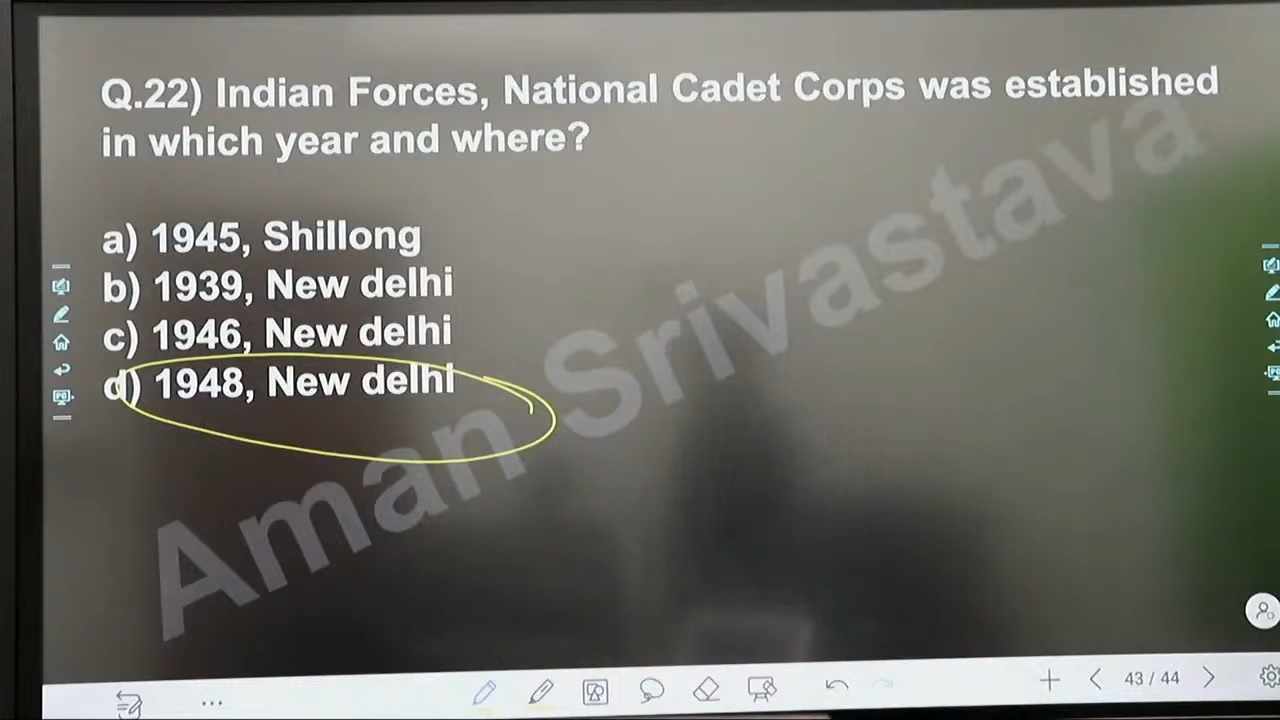 Q.22) Indian Forces, National Cadet Corps was established
in which year and where?
a) 1945, Shillong
b) 1939, New delhi
c) 1946, New delhi
d) 1948, New delhi
Aman Srivastava
43 / 44